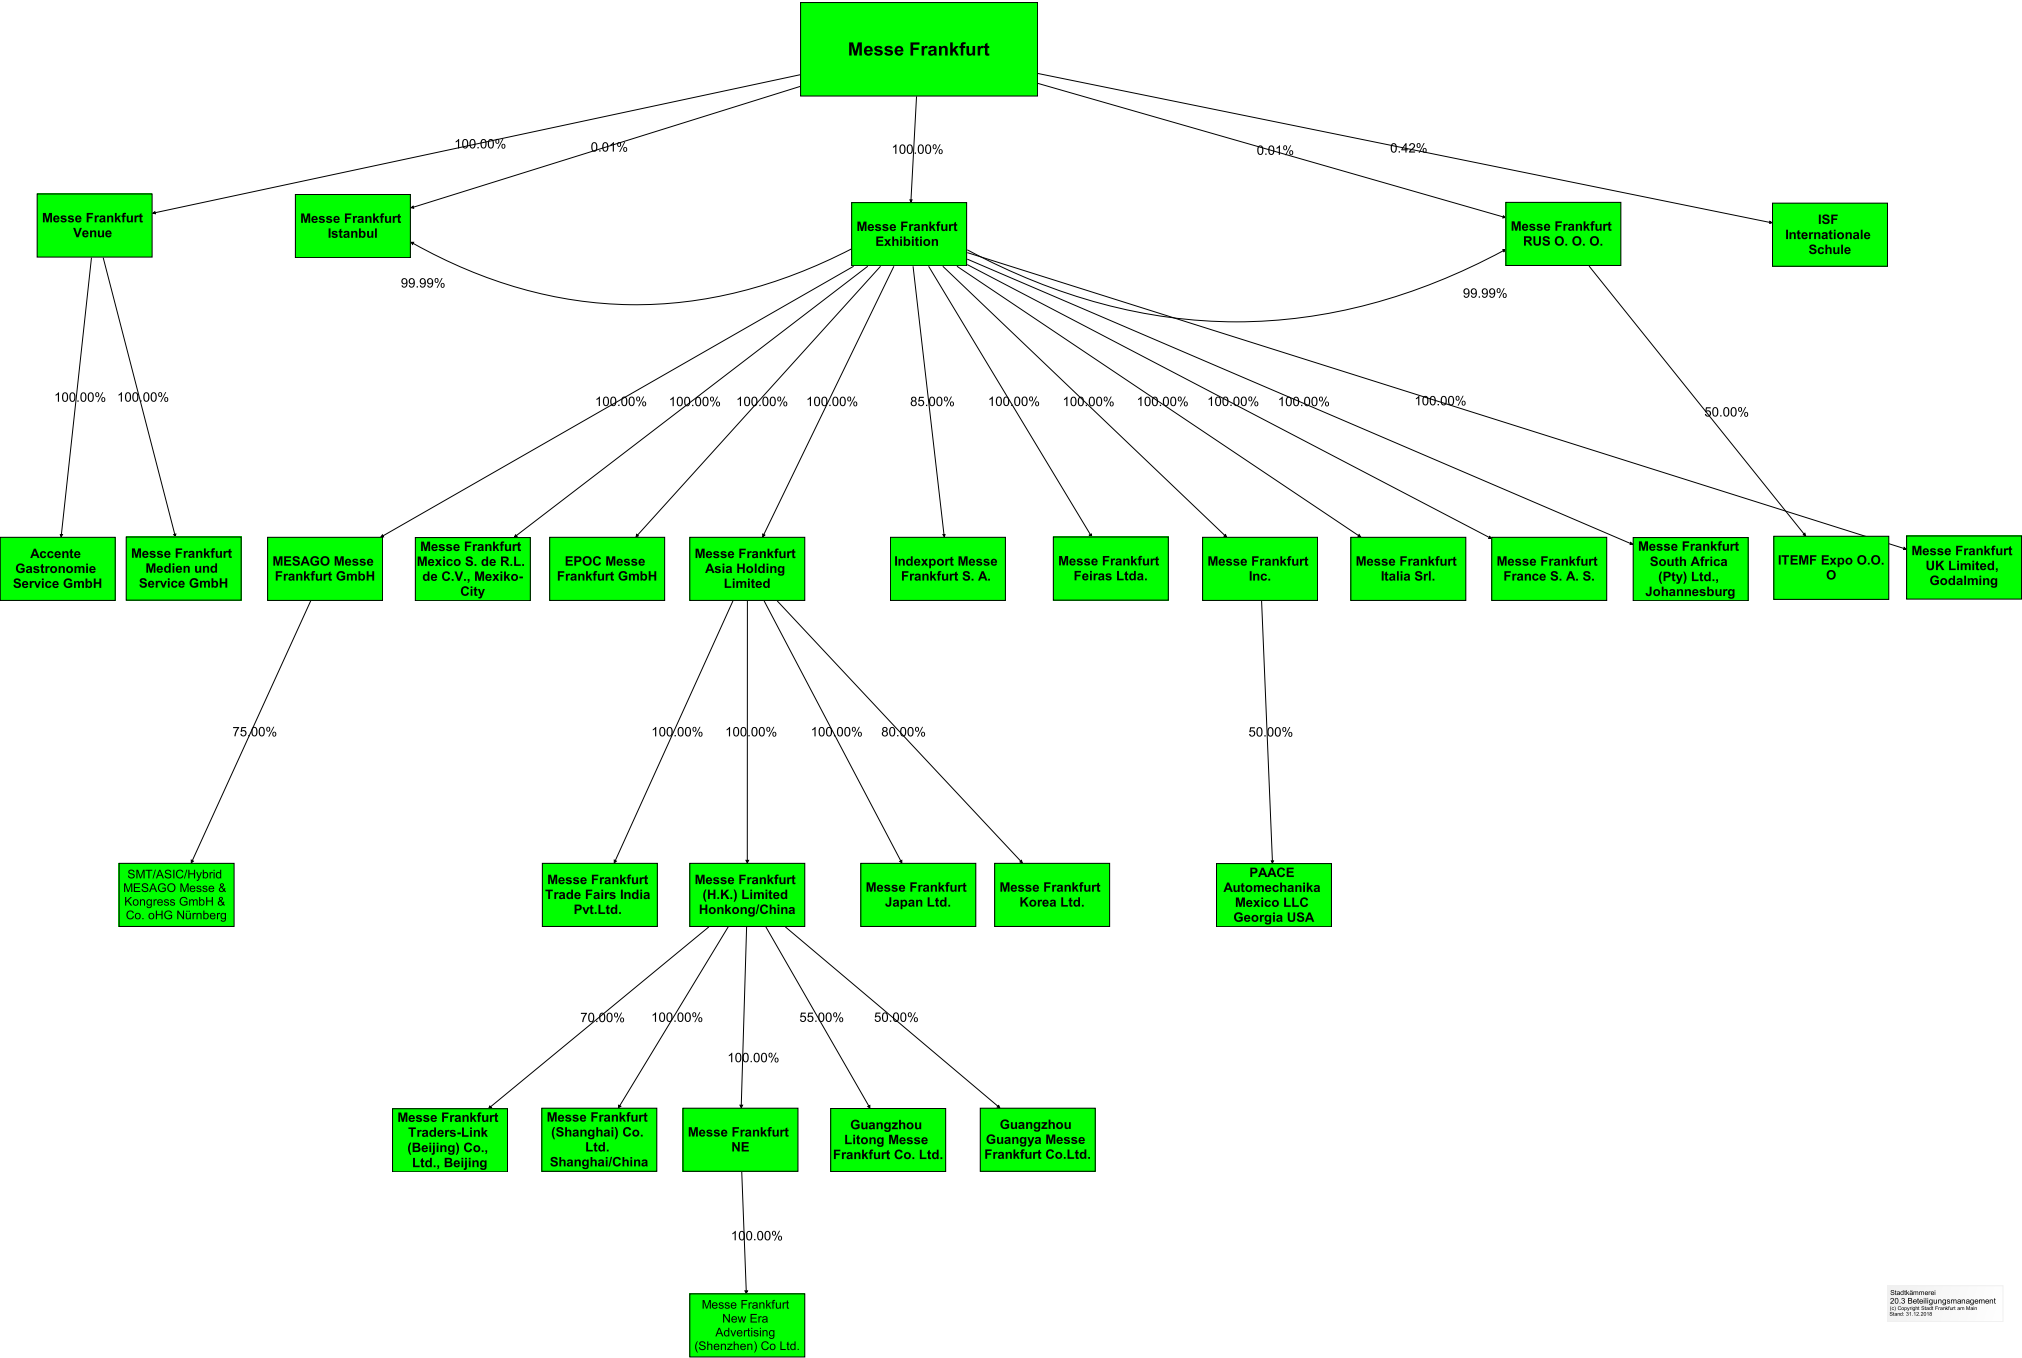 Messe Frankfurt
100.00%
0.01%
100.00%
0.01%
0.42%
Messe Frankfurt
Venue
Messe Frankfurt
Istanbul
Messe Frankfurt
Exhibition
Messe Frankfurt
RUS O. O. O.
ISF
Internationale
Schule
99.99%
99.99%
100.00%
100.00%
100.00%
100.00%
100.00%
100.00%
85.00%
100.00%
100.00%
100.00%
100.00%
100.00%
100.00%
50.00%
Accente
Gastronomie
Service GmbH
Messe Frankfurt
Medien und
Service GmbH
MESAGO Messe
Frankfurt GmbH
Messe Frankfurt
Mexico S. de R.L.
de C.V., Mexiko-
City
EPOC Messe
Frankfurt GmbH
Messe Frankfurt
Asia Holding
Limited
Indexport Messe
Frankfurt S. A.
Messe Frankfurt
Feiras Ltda.
Messe Frankfurt
Inc.
Messe Frankfurt
Italia Srl.
Messe Frankfurt
France S. A. S.
Messe Frankfurt
South Africa
(Pty) Ltd.,
Johannesburg
ITEMF Expo O.O.
O
Messe Frankfurt
UK Limited,
Godalming
75.00%
100.00%
100.00%
100.00%
80.00%
50.00%
SMT/ASIC/Hybrid
MESAGO Messe &
Kongress GmbH &
Co. oHG Nürnberg
Messe Frankfurt
Trade Fairs India
Pvt.Ltd.
Messe Frankfurt
(H.K.) Limited
Honkong/China
Messe Frankfurt
Japan Ltd.
Messe Frankfurt
Korea Ltd.
PAACE
Automechanika
Mexico LLC
Georgia USA
70.00%
100.00%
100.00%
55.00%
50.00%
Messe Frankfurt
Traders-Link
(Beijing) Co.,
Ltd., Beijing
Messe Frankfurt
(Shanghai) Co.
Ltd.
Shanghai/China
Messe Frankfurt
NE
Guangzhou
Litong Messe
Frankfurt Co. Ltd.
Guangzhou
Guangya Messe
Frankfurt Co.Ltd.
100.00%
Messe Frankfurt
New Era
Advertising
(Shenzhen) Co Ltd.
Stadtkämmerei
20.3 Beteiligungsmanagement
(c) Copyright Stadt Frankfurt am Main
Stand: 31.12.2018